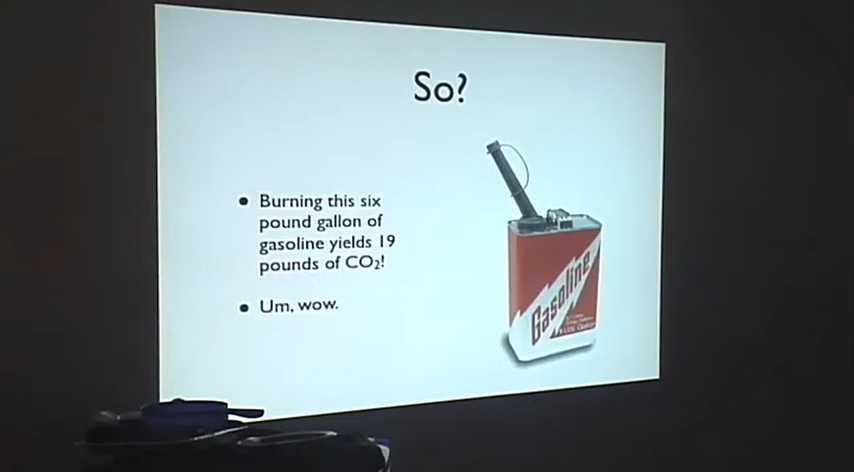 So?
• Burning this six
pound gallon of
gasoline yields 19
pounds of CO₂!
• Um, wow.
Gasoline